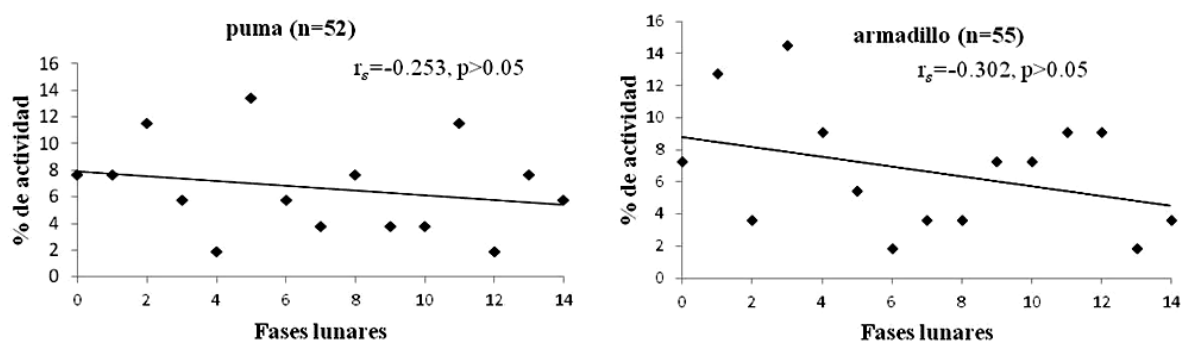 puma (n=52)
rs=-0.253, p>0.05
% de actividad
16
14
12
10
8
6
4
2
0
0 2 4 6 8 10 12 14
Fases lunares
armadillo (n=55)
rs=-0.302, p>0.05
% de actividad
16
14
12
10
8
6
4
2
0
0 2 4 6 8 10 12 14
Fases lunares